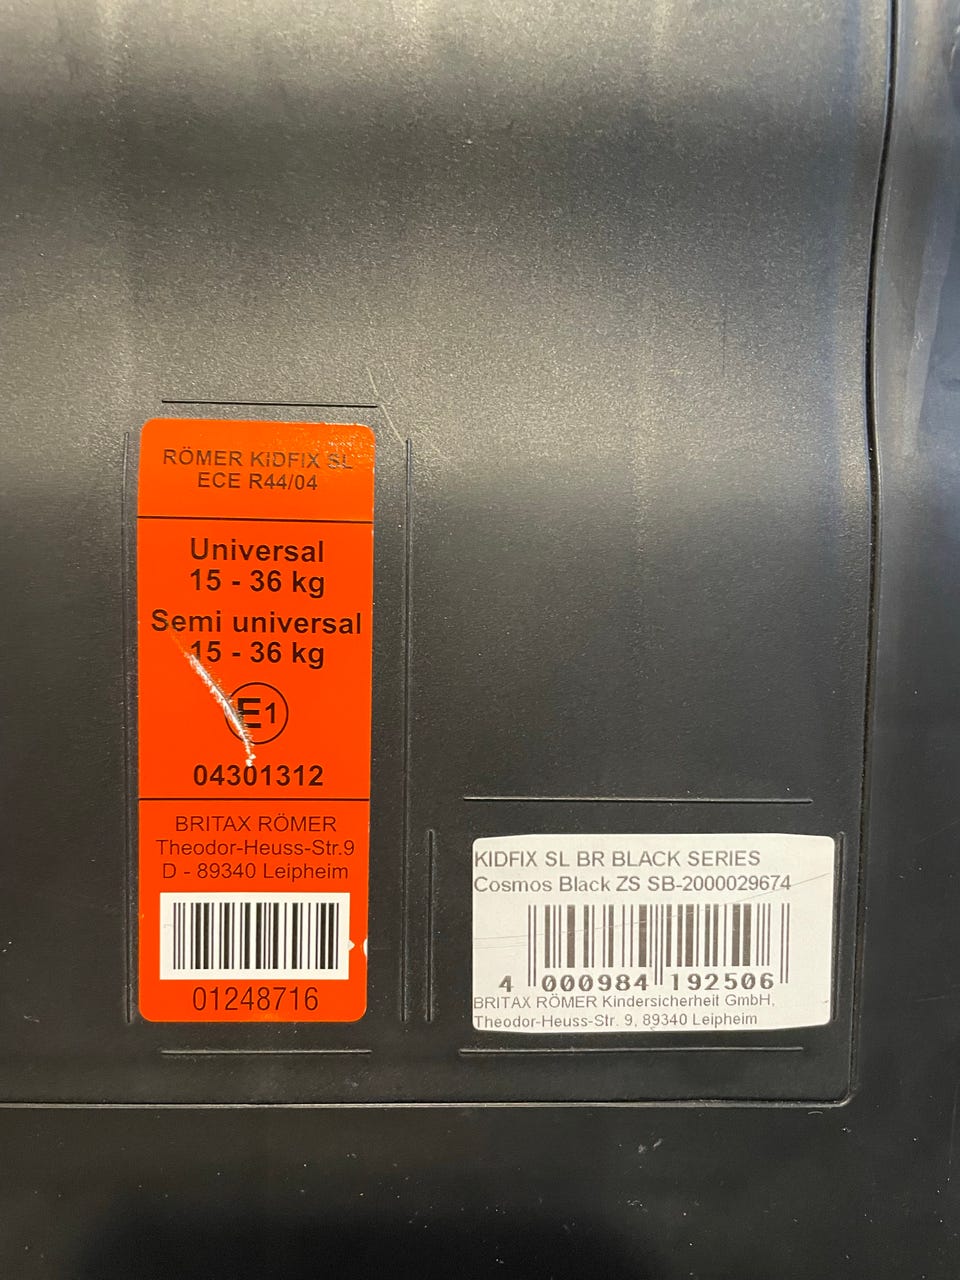 RÖMER KIDFIX SL
ECE R44/04
Universal
15 - 36 kg
Semi universal
15 - 36 kg
E1
04301312
BRITAX RÖMER
Theodor-Heuss-Str.9
D - 89340 Leipheim
01248716
KIDFIX SL BR BLACK SERIES
Cosmos Black ZS SB-2000029674
4 000984 192506
BRITAX RÖMER Kindersicherheit GmbH,
Theodor-Heuss-Str. 9, 89340 Leipheim